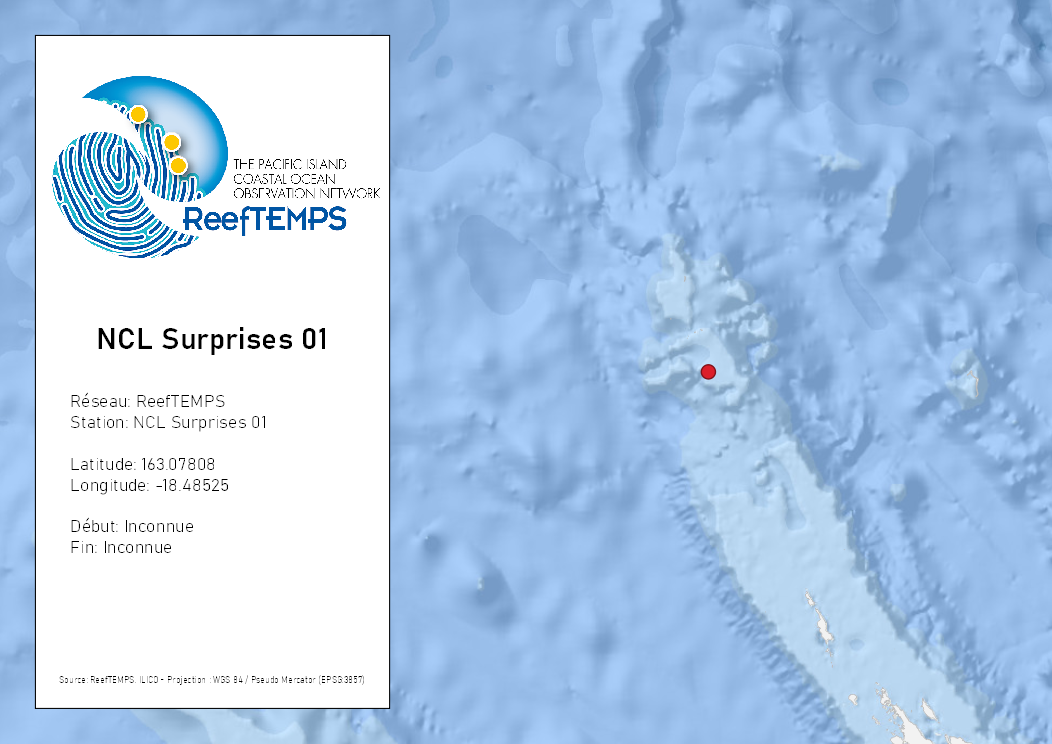 THE PACIFIC ISLAND
COASTAL OCEAN
OBSERVATION NETWORK
ReefTEMPS
NCL Surprises 01
Réseau: ReefTEMPS
Station: NCL Surprises 01
Latitude: 163.07808
Longitude: -18.48525
Début: Inconnue
Fin: Inconnue
Source: ReefTEMPS, ILICO - Projection : WGS 84 / Pseudo Mercator (EPSG:3857)